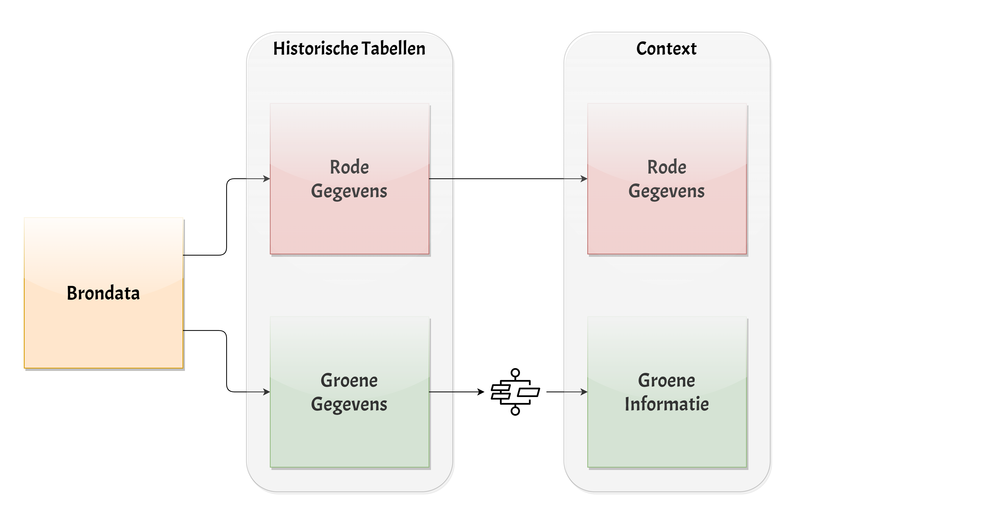 Historische Tabellen
Context
Rode
Gegevens
Rode
Gegevens
Brondata
Groene
Gegevens
Groene
Informatie